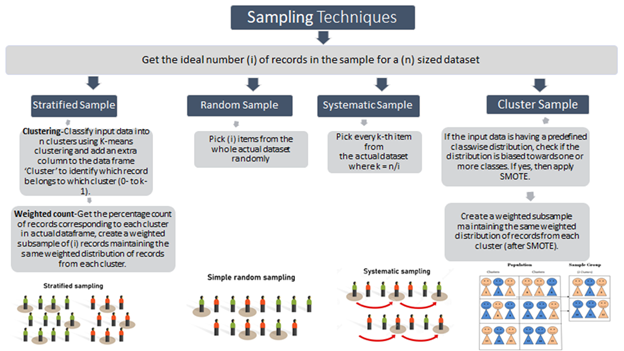 Sampling Techniques
Get the ideal number (i) of records in the sample for a (n) sized dataset
Stratified Sample
Clustering-Classify input data into
n clusters using K-means
clustering and add an extra
column to the data frame
‘Cluster’ to identify which record
belongs to which cluster (0- to k-
1).
Weighted count-Get the percentage count
of records corresponding to each cluster
in actual dataframe, create a weighted
subsample of (i) records maintaining the
same weighted distribution of records
from each cluster.
Stratified sampling
Random Sample
Pick (i) items from the
whole actual dataset
randomly
Simple random sampling
Systematic Sample
Pick every k-th item
from
the actual dataset
where k = n/i
Systematic sampling
Cluster Sample
If the input data is having a predefined
classwise distribution, check if the
distribution is biased towards one or
more classes. If yes, then apply
SMOTE.
Create a weighted subsample
maintaining the same weighted
distribution of records from each
cluster (after SMOTE).
Population
Sample Group
Clusters
Clusters